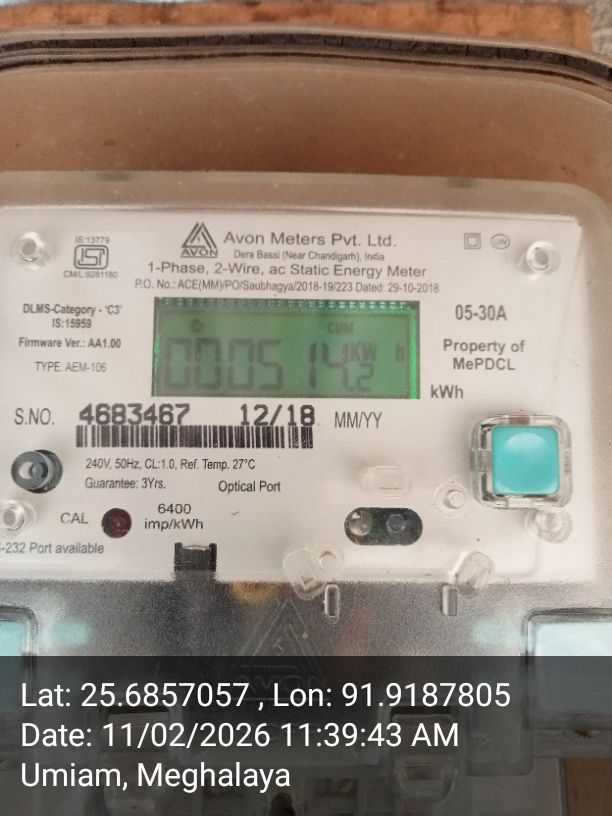 IS:13779
ISI
CM/L:9281180
AVON
Avon Meters Pvt. Ltd.
Dera Bassi (Near Chandigarh), India
1-Phase, 2-Wire, ac Static Energy Meter
P.O. No.: ACE(MM)/PO/Saubhagya/2018-19/223 Dated: 29-10-2018
DLMS-Category - 'C3'
IS:15959
Firmware Ver.: AA1.00
TYPE: AEM-106
CUM
000514.2 KW h
05-30A
Property of
MePDCL
kWh
S.NO. 4683467 12/18 MM/YY
240V, 50Hz, CL:1.0, Ref. Temp. 27°C
Guarantee: 3Yrs. Optical Port
CAL
6400
imp/kWh
-232 Port available
AVON
Lat: 25.6857057 , Lon: 91.9187805
Date: 11/02/2026 11:39:43 AM
Umiam, Meghalaya